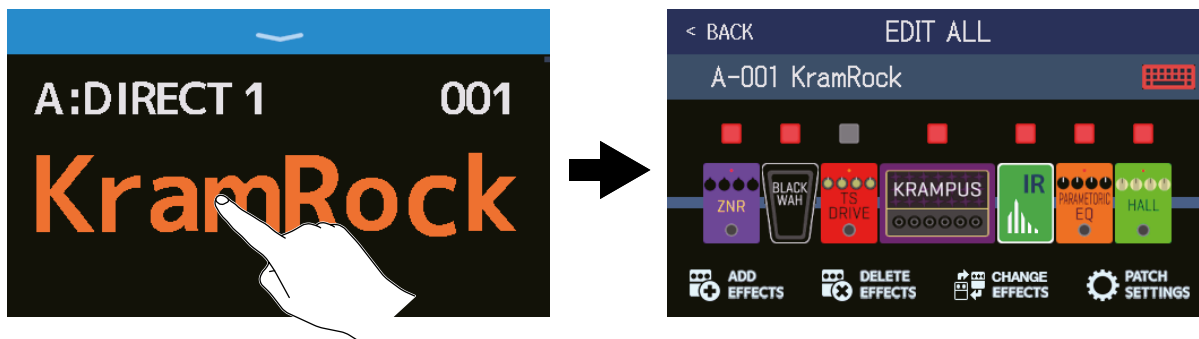 A:DIRECT 1 001
KramRock
< BACK EDIT ALL
A-001 KramRock
ZNR
BLACK
WAH
TS
DRIVE
KRAMPUS
IR
PARAMETORIC
EQ
HALL
ADD
EFFECTS
DELETE
EFFECTS
CHANGE
EFFECTS
PATCH
SETTINGS